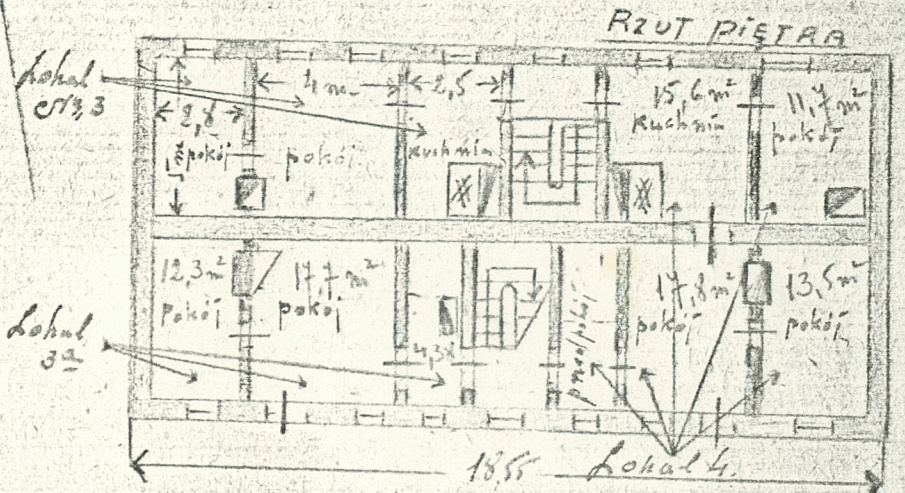 RZUT PIĘTRA
Lokal
Nr, 3
2,8
4 m
2,5
15,6 m²
kuchnia
11,7 m²
pokój
pokój
pokój
kuchnia
12,3 m²
pokój
17,7 m²
pokój
przedpokój
17,8 m²
pokój
13,5 m²
pokój
Lokal
3a
18.55
Lokal 4.